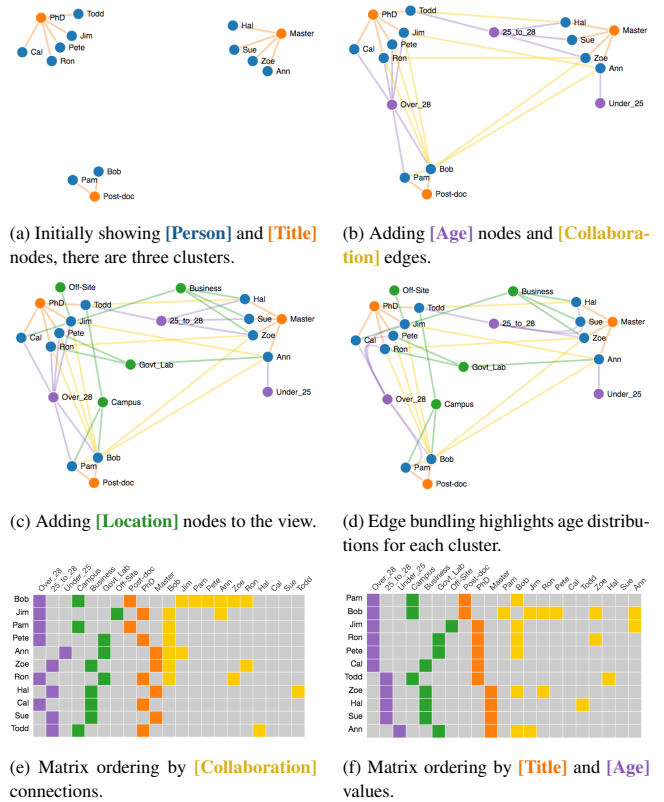 PhD
Todd
Jim
Pete
Cal
Ron
Hal
Master
Sue
Zoe
Ann
Bob
Pam
Post-doc
(a) Initially showing [Person] and [Title]
nodes, there are three clusters.
PhD
Todd
Jim
Pete
Cal
Ron
Hal
25_to_28
Master
Sue
Zoe
Ann
Over_28
Under_25
Bob
Pam
Post-doc
(b) Adding [Age] nodes and [Collabora-
tion] edges.
Off-Site
Business
PhD
Todd
Hal
Jim
25_to_28
Sue
Master
Pete
Cal
Zoe
Ron
Ann
Govt_Lab
Over_28
Under_25
Campus
Bob
Pam
Post-doc
(c) Adding [Location] nodes to the view.
Off-Site
Business
PhD
Todd
Hal
Jim
25_to_28
Sue
Master
Pete
Cal
Zoe
Ron
Ann
Govt_Lab
Over_28
Under_25
Campus
Bob
Pam
Post-doc
(d) Edge bundling highlights age distribu-
tions for each cluster.
Over_28 25_to_28 Under_25 Campus Business Govt_Lab Off-Site Post-doc PhD Master Bob Jim Pam Pete Ann Zoe Ron Hal Cal Sue Todd
Bob
Jim
Pam
Pete
Ann
Zoe
Ron
Hal
Cal
Sue
Todd
(e) Matrix ordering by [Collaboration]
connections.
Over_28 25_to_28 Under_25 Campus Business Govt_Lab Off-Site Post-doc PhD Master Pam Bob Jim Ron Pete Cal Todd Zoe Hal Sue Ann
Pam
Bob
Jim
Ron
Pete
Cal
Todd
Zoe
Hal
Sue
Ann
(f) Matrix ordering by [Title] and [Age]
values.